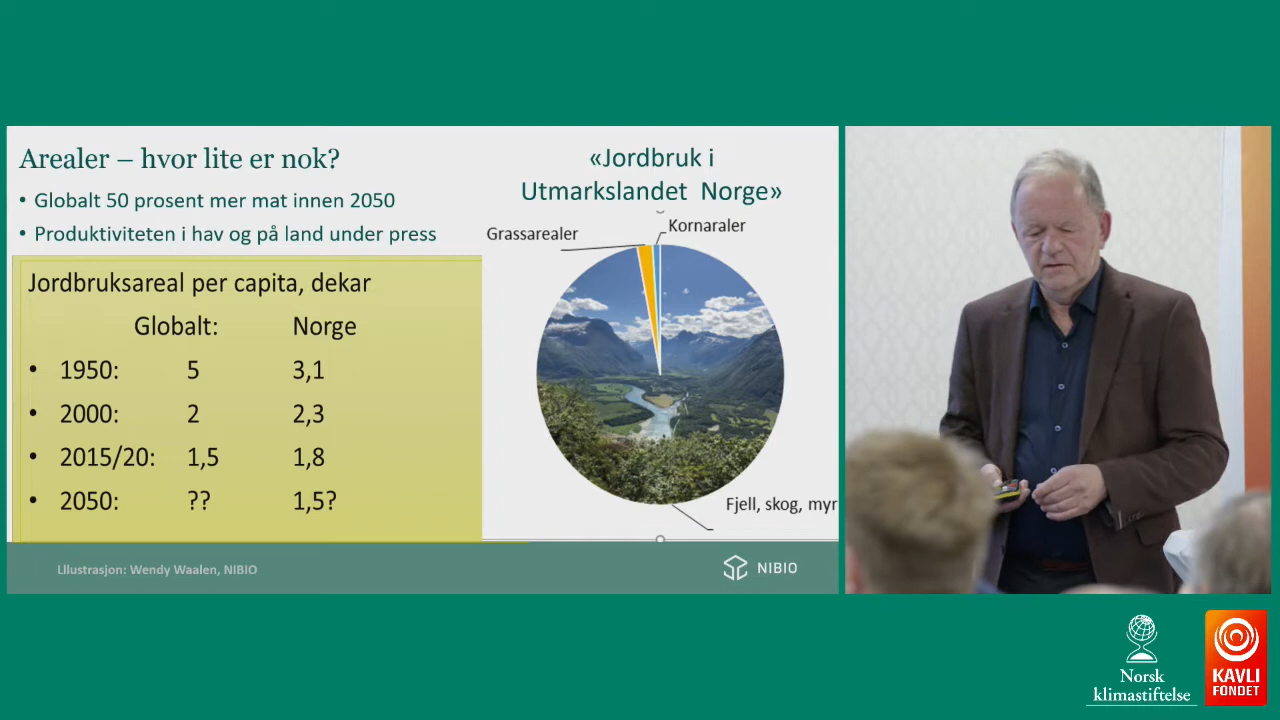 Arealer – hvor lite er nok?
• Globalt 50 prosent mer mat innen 2050
• Produktiviteten i hav og på land under press
Jordbruksareal per capita, dekar
Globalt: Norge
• 1950: 5 3,1
• 2000: 2 2,3
• 2015/20: 1,5 1,8
• 2050: ?? 1,5?
«Jordbruk i
Utmarkslandet Norge»
Grassarealer
Kornaraler
Fjell, skog, myr
LIlustrasjon: Wendy Waalen, NIBIO
NIBIO
Norsk
klimastiftelse
KAVLI
FONDET